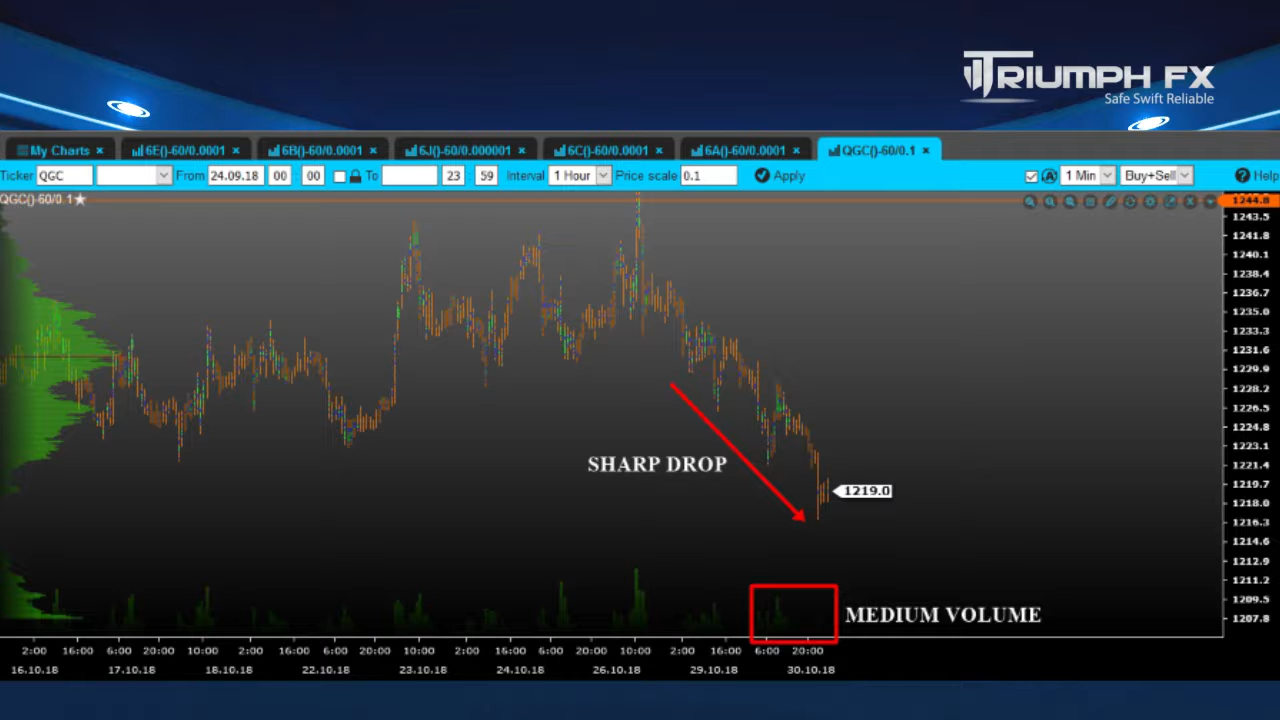 TRIUMPH FX
Safe Swift Reliable
My Charts × 6E()-60/0.0001 × 6B()-60/0.0001 × 6J()-60/0.000001 × 6C()-60/0.0001 × 6A()-60/0.0001 × QGC()-60/0.1 ×
Ticker QGC From 24.09.18 00 : 00 To 23 : 59 Interval 1 Hour Price scale 0.1 Apply 1 Min Buy+Sell Help
QGC()-60/0.1
1244.8
1243.5
1241.8
1240.1
1238.4
1236.7
1235.0
1233.3
1231.6
1229.9
1228.2
1226.5
1224.8
1223.1
1221.4
1219.7
1218.0
1216.3
1214.6
1212.9
1211.2
1209.5
1207.8
SHARP DROP
1219.0
MEDIUM VOLUME
2:00 16:00 6:00 20:00 10:00 2:00 16:00 6:00 20:00 10:00 2:00 16:00 6:00 20:00 10:00 2:00 16:00 6:00 20:00
16.10.18 17.10.18 18.10.18 22.10.18 23.10.18 24.10.18 26.10.18 29.10.18 30.10.18